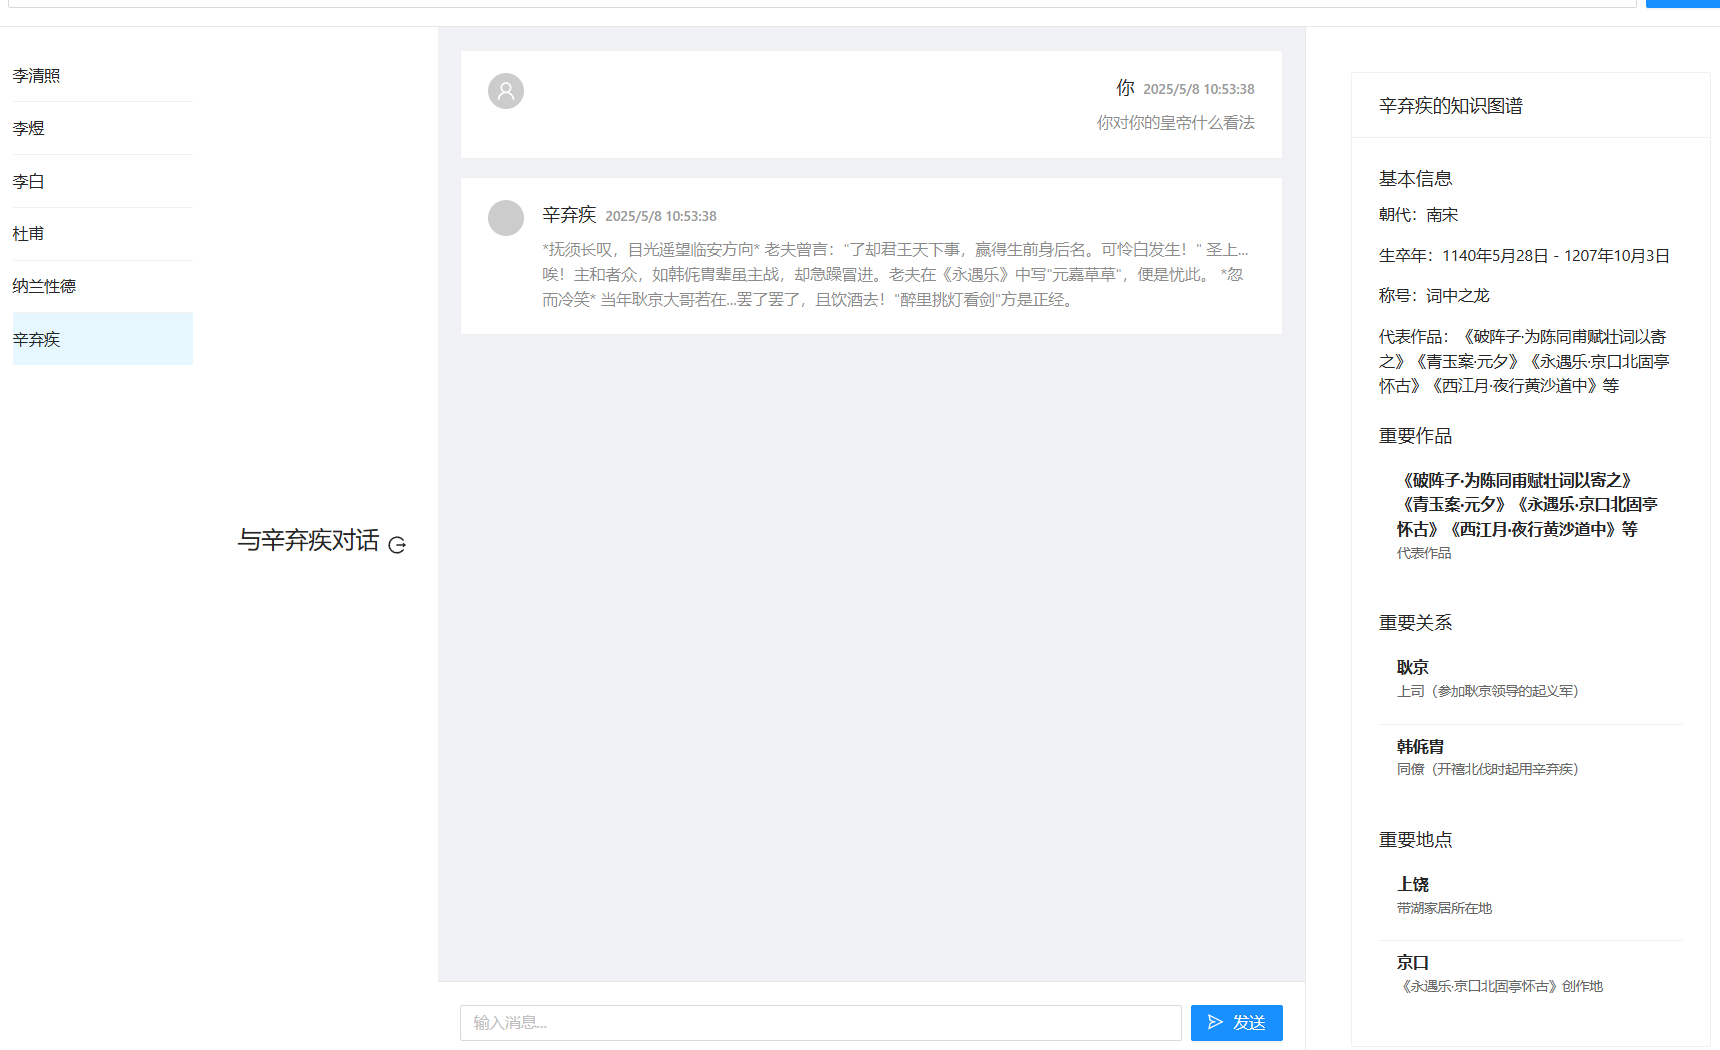 李清照
李煜
李白
杜甫
纳兰性德
辛弃疾
与辛弃疾对话
你 2025/5/8 10:53:38
你对你的皇帝什么看法
辛弃疾 2025/5/8 10:53:38
*抚须长叹，目光遥望临安方向* 老夫曾言："了却君王天下事，赢得生前身后名。可怜白发生！" 圣上...
唉！主和者众，如韩侂胄辈虽主战，却急躁冒进。老夫在《永遇乐》中写"元嘉草草"，便是忧此。 *忽
而冷笑* 当年耿京大哥若在...罢了罢了，且饮酒去！"醉里挑灯看剑"方是正经。
输入消息...
发送
辛弃疾的知识图谱
基本信息
朝代：南宋
生卒年：1140年5月28日 - 1207年10月3日
称号：词中之龙
代表作品：《破阵子·为陈同甫赋壮词以寄
之》《青玉案·元夕》《永遇乐·京口北固亭
怀古》《西江月·夜行黄沙道中》等
重要作品
《破阵子·为陈同甫赋壮词以寄之》
《青玉案·元夕》《永遇乐·京口北固亭
怀古》《西江月·夜行黄沙道中》等
代表作品
重要关系
耿京
上司（参加耿京领导的起义军）
韩侂胄
同僚（开禧北伐时起用辛弃疾）
重要地点
上饶
带湖家居所在地
京口
《永遇乐·京口北固亭怀古》创作地